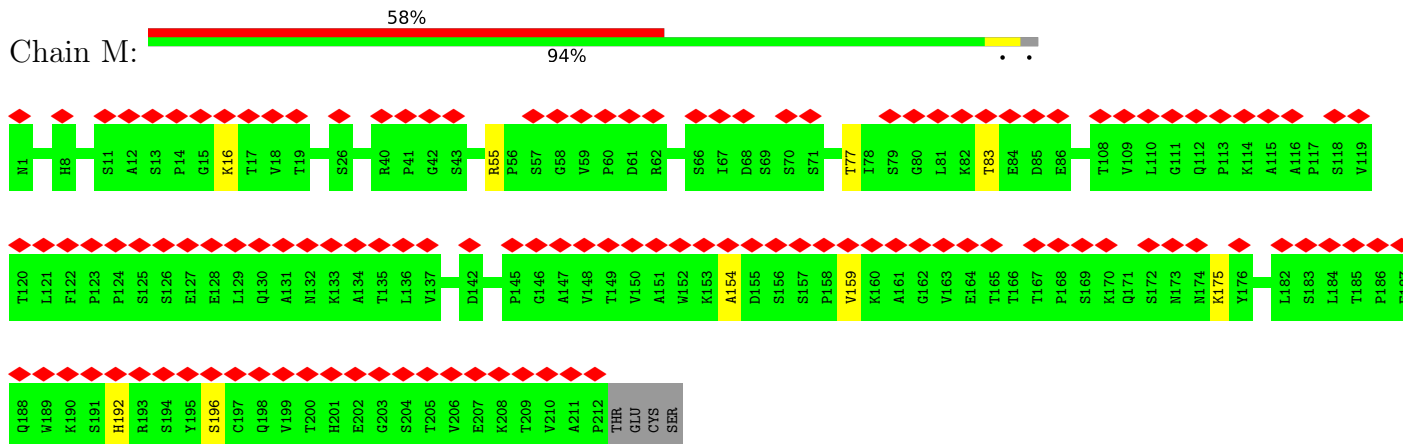 58%
Chain M:
94%
• •
N1 H8 S11 A12 S13 P14 G15 K16 T17 V18 T19 S26 R40 P41 G42 S43 R55 P56 S57 G58 V59 P60 D61 R62 S66 I67 D68 S69 S70 S71 T77 I78 S79 G80 L81 K82 T83 E84 D85 E86 T108 V109 L110 G111 Q112 P113 K114 A115 A116 P117 S118 V119
T120 L121 F122 P123 P124 S125 S126 E127 E128 L129 Q130 A131 N132 K133 A134 T135 L136 V137 D142 P145 G146 A147 V148 T149 V150 A151 W152 K153 A154 D155 S156 S157 P158 V159 K160 A161 G162 V163 E164 T165 T166 T167 P168 S169 K170 Q171 S172 N173 N174 K175 Y176 L182 S183 L184 T185 P186
Q188 W189 K190 S191 H192 R193 S194 Y195 S196 C197 Q198 V199 T200 H201 E202 G203 S204 T205 V206 E207 K208 T209 V210 A211 P212 THR GLU CYS SER